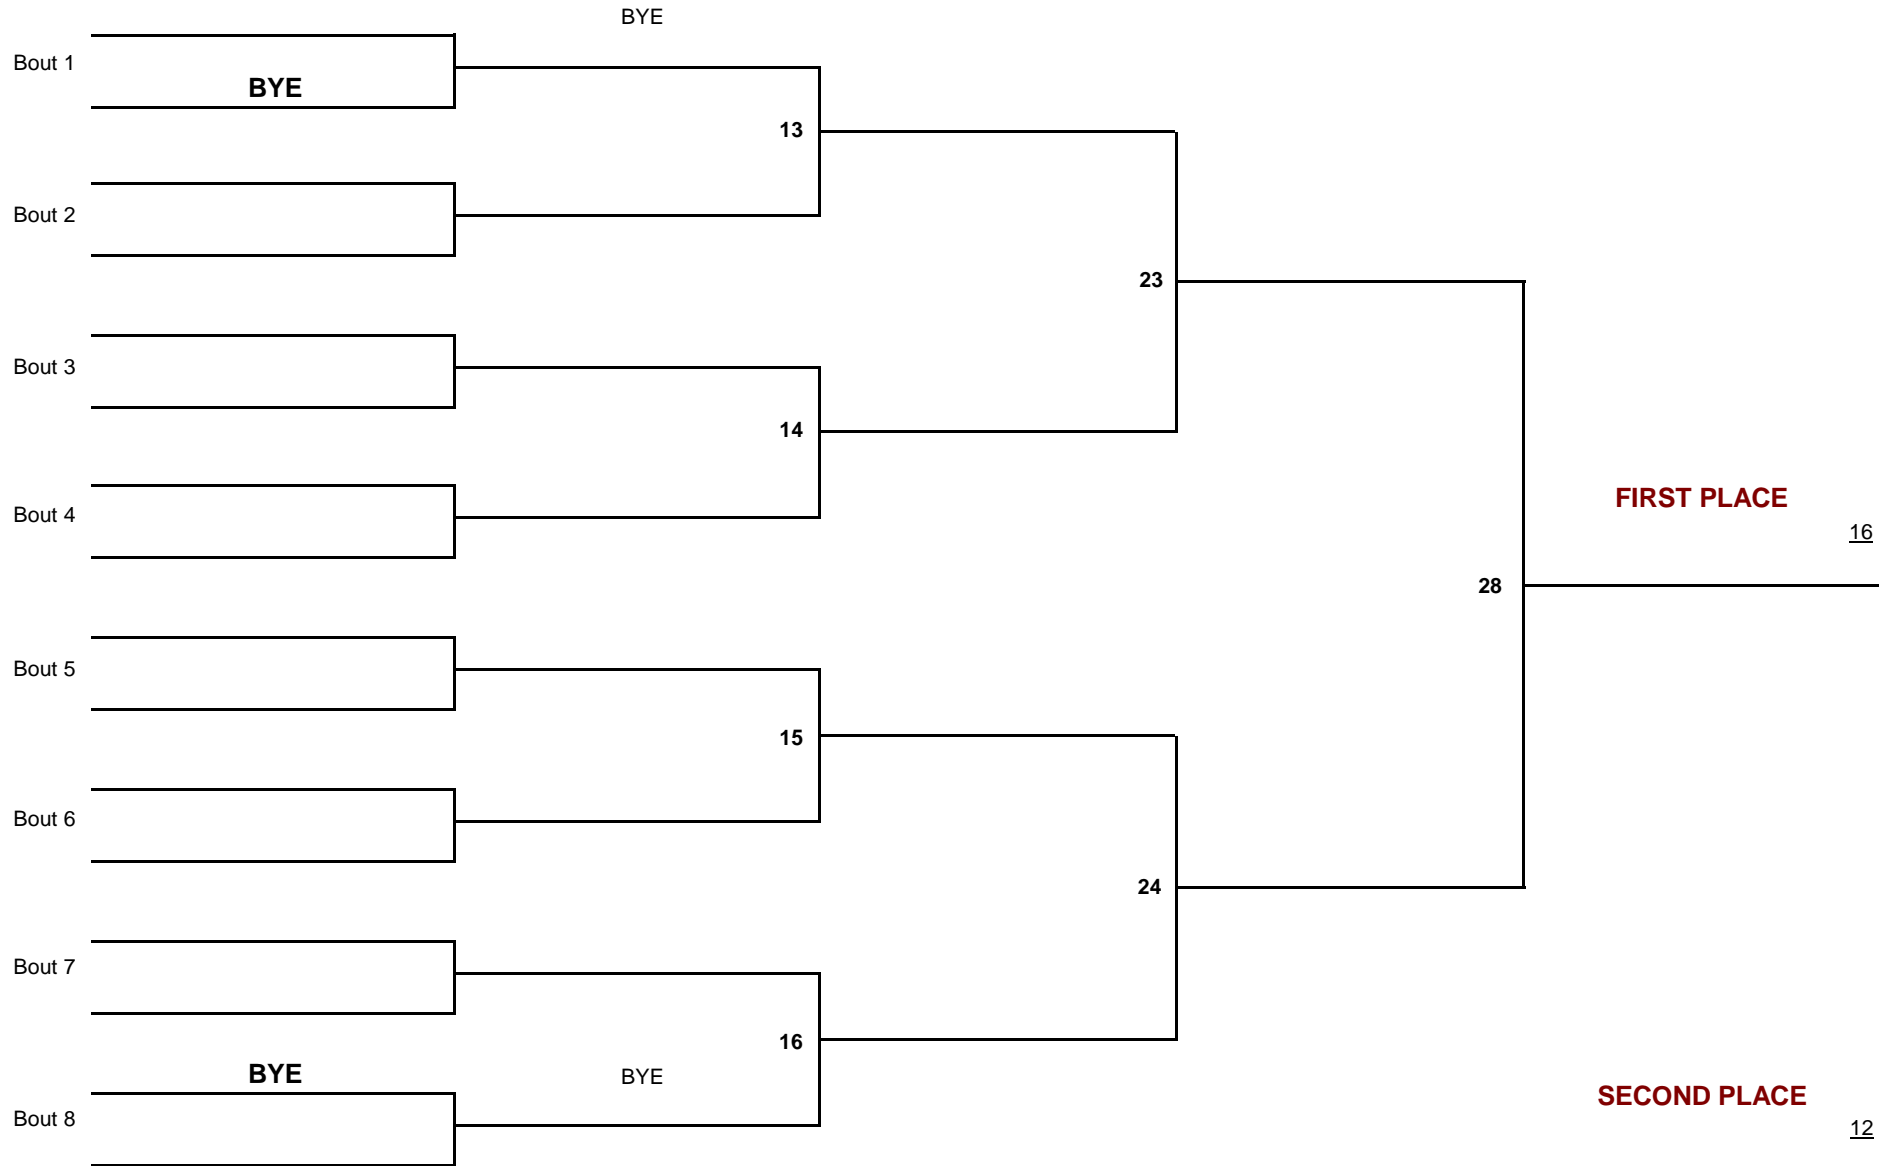 BYE
Bout 1
BYE
13
Bout 2
23
Bout 3
14
Bout 4
FIRST PLACE
16
28
Bout 5
15
Bout 6
24
Bout 7
16
BYE
BYE
SECOND PLACE
Bout 8
12